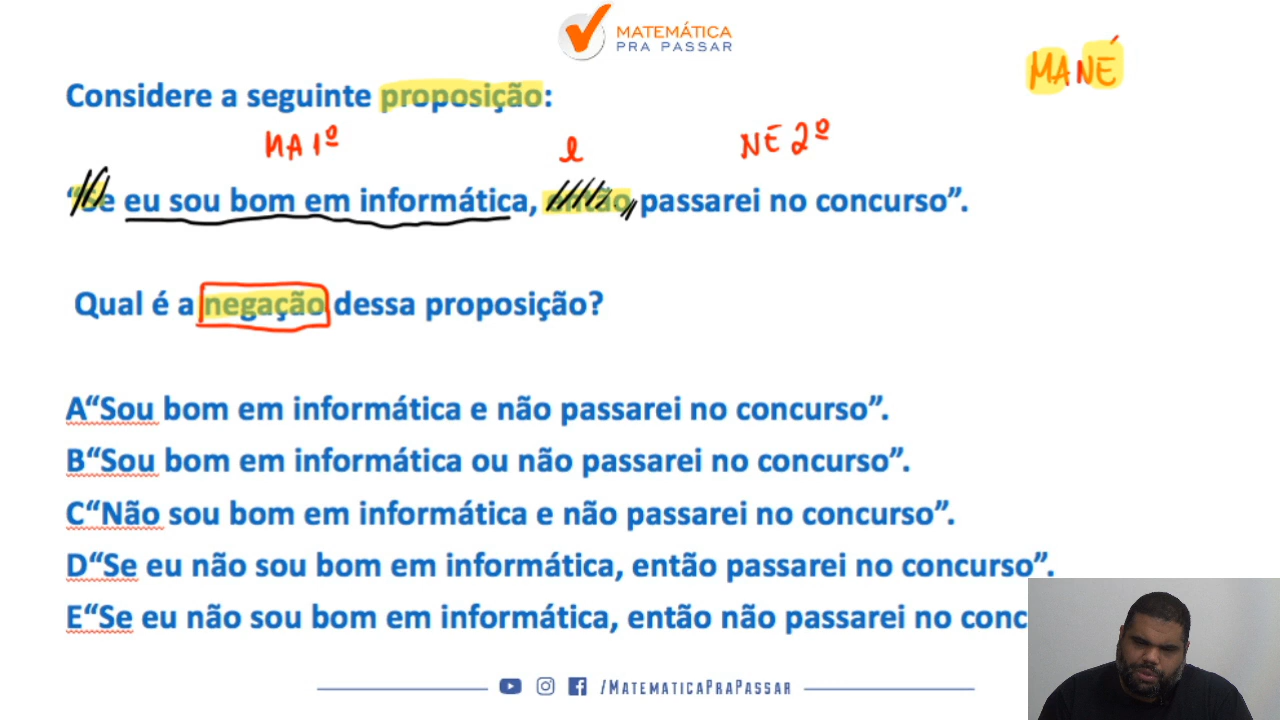 MATEMÁTICA
PRA PASSAR
MANÉ
Considere a seguinte proposição:
MA 1º e NE 2º
“Se eu sou bom em informática, então passarei no concurso”.
Qual é a negação dessa proposição?
A“Sou bom em informática e não passarei no concurso”.
B“Sou bom em informática ou não passarei no concurso”.
C“Não sou bom em informática e não passarei no concurso”.
D“Se eu não sou bom em informática, então passarei no concurso”.
E“Se eu não sou bom em informática, então não passarei no conc
/MatematicaPraPassar